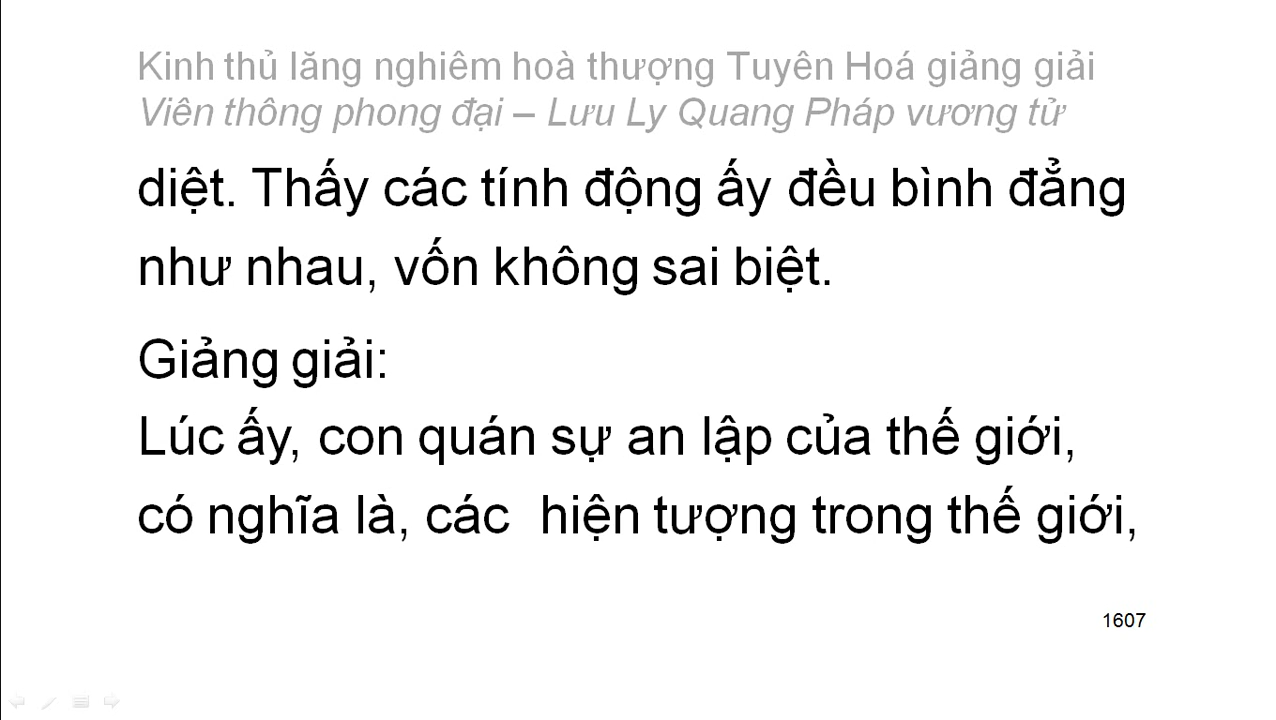 Kinh thủ lăng nghiêm hoà thượng Tuyên Hoá giảng giải
Viên thông phong đại – Lưu Ly Quang Pháp vương tử
diệt. Thấy các tính động ấy đều bình đẳng
như nhau, vốn không sai biệt.
Giảng giải:
Lúc ấy, con quán sự an lập của thế giới,
có nghĩa là, các  hiện tượng trong thế giới,
1607